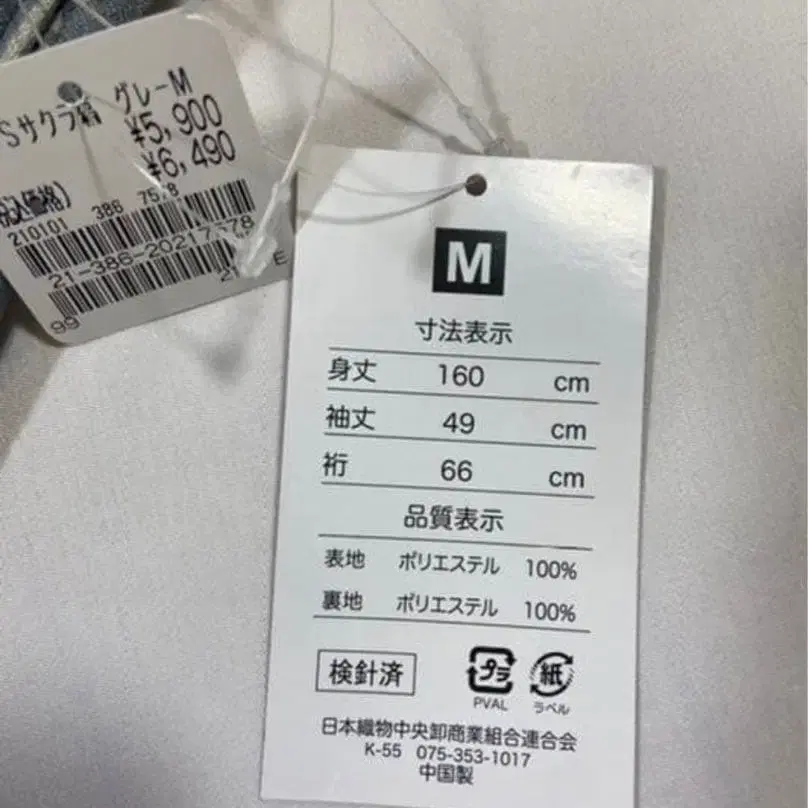 Sサクラ縞 グレーM
¥5,900
¥6,490
税込価格)
210101 386 75.8
21-386-20217678
99
M
寸法表示
身丈 160 cm
袖丈 49 cm
裄 66 cm
品質表示
表地 ポリエステル 100%
裏地 ポリエステル 100%
検針済
プラ 紙
PVAL ラベル
日本織物中央卸商業組合連合会
K-55 075-353-1017
中国製